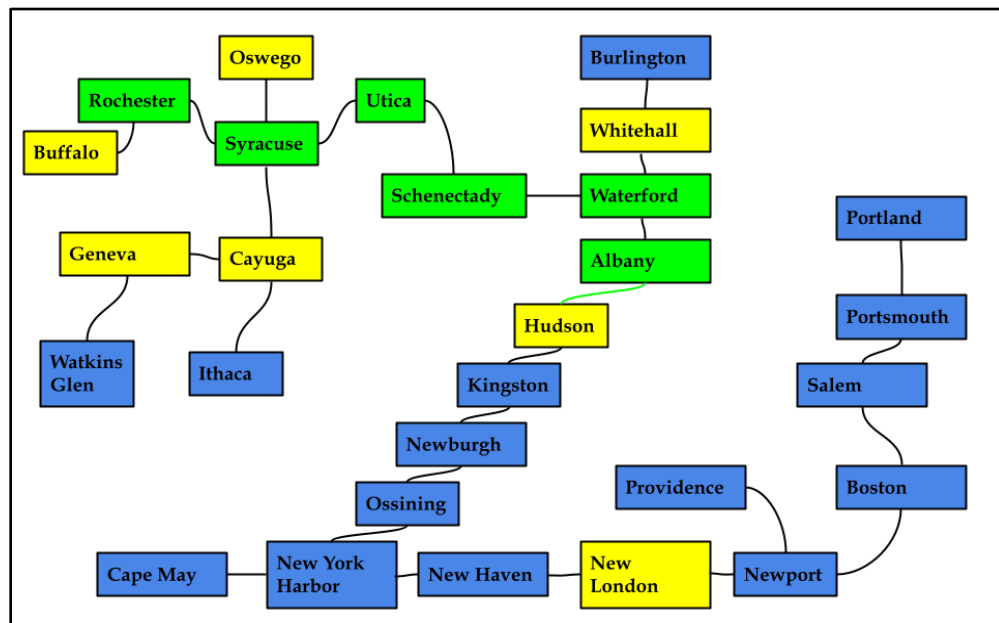 Oswego
Burlington
Rochester
Utica
Whitehall
Buffalo
Syracuse
Schenectady
Waterford
Portland
Geneva
Cayuga
Albany
Hudson
Portsmouth
Watkins
Glen
Ithaca
Kingston
Salem
Newburgh
Ossining
Providence
Boston
Cape May
New York
Harbor
New Haven
New
London
Newport